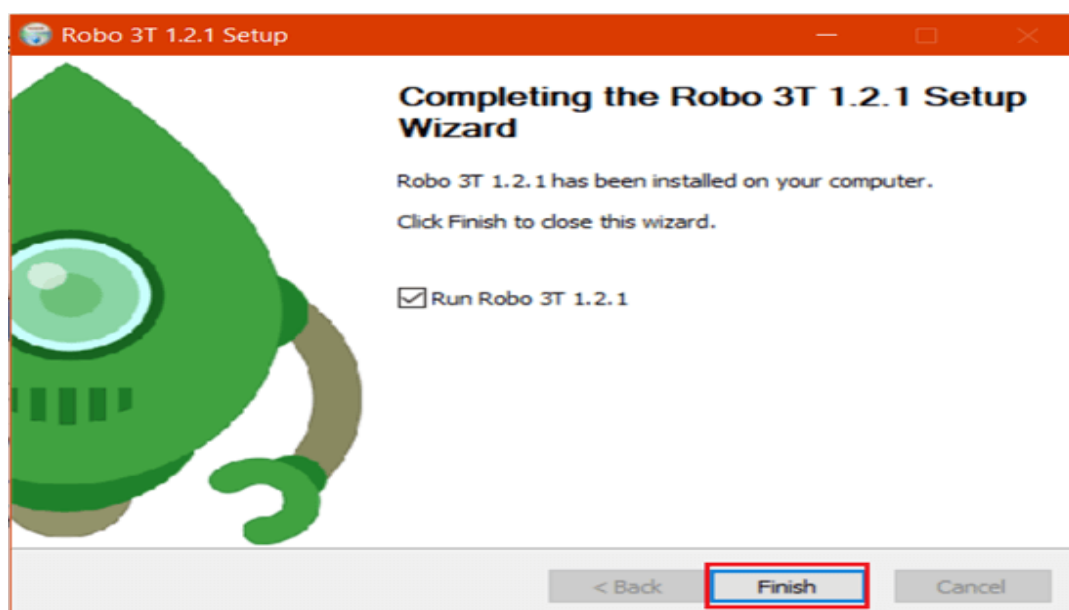 Robo 3T 1.2.1 Setup
Completing the Robo 3T 1.2.1 Setup
Wizard
Robo 3T 1.2.1 has been installed on your computer.
Click Finish to close this wizard.
Run Robo 3T 1.2.1
< Back
Finish
Cancel